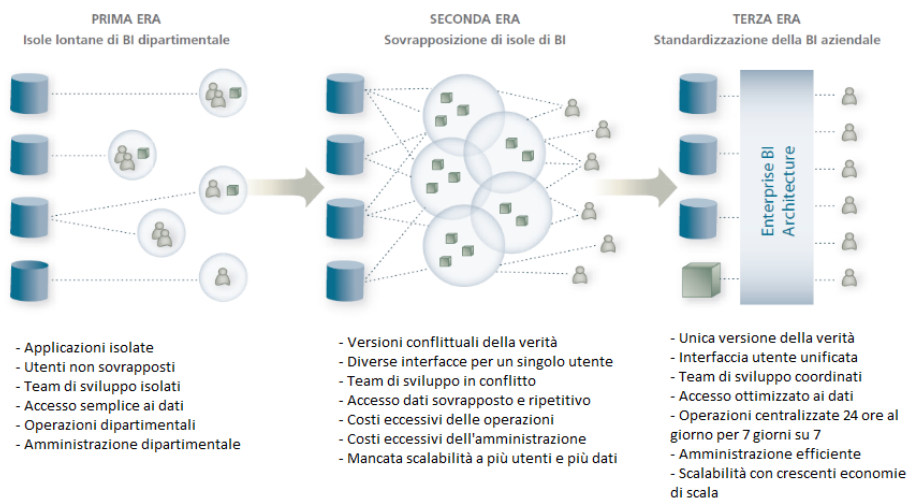 PRIMA ERA
Isole lontane di BI dipartimentale
SECONDA ERA
Sovrapposizione di isole di BI
TERZA ERA
Standardizzazione della BI aziendale
Enterprise BI
Architecture
- Applicazioni isolate
- Utenti non sovrapposti
- Team di sviluppo isolati
- Accesso semplice ai dati
- Operazioni dipartimentali
- Amministrazione dipartimentale
- Versioni conflittuali della verità
- Diverse interfacce per un singolo utente
- Team di sviluppo in conflitto
- Accesso dati sovrapposto e ripetitivo
- Costi eccessivi delle operazioni
- Costi eccessivi dell'amministrazione
- Mancata scalabilità a più utenti e più dati
- Unica versione della verità
- Interfaccia utente unificata
- Team di sviluppo coordinati
- Accesso ottimizzato ai dati
- Operazioni centralizzate 24 ore al
giorno per 7 giorni su 7
- Amministrazione efficiente
- Scalabilità con crescenti economie
di scala